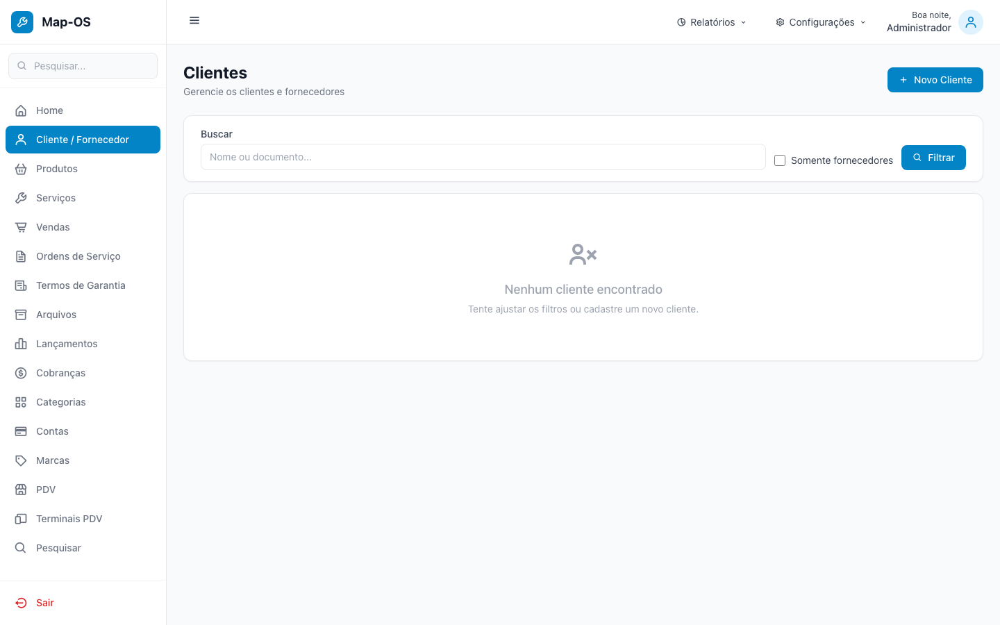 Map-OS
Relatórios
Configurações
Boa noite,
Administrador
Pesquisar...
Home
Cliente / Fornecedor
Produtos
Serviços
Vendas
Ordens de Serviço
Termos de Garantia
Arquivos
Lançamentos
Cobranças
Categorias
Contas
Marcas
PDV
Terminais PDV
Pesquisar
Sair
Clientes
Gerencie os clientes e fornecedores
Novo Cliente
Buscar
Nome ou documento...
Somente fornecedores
Filtrar
Nenhum cliente encontrado
Tente ajustar os filtros ou cadastre um novo cliente.